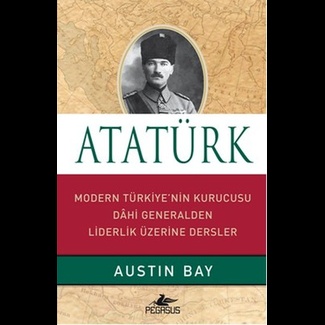 ATATÜRK
MODERN TÜRKİYE'NİN KURUCUSU
DÂHİ GENERALDEN
LİDERLİK ÜZERİNE DERSLER
AUSTIN BAY
PEGASUS